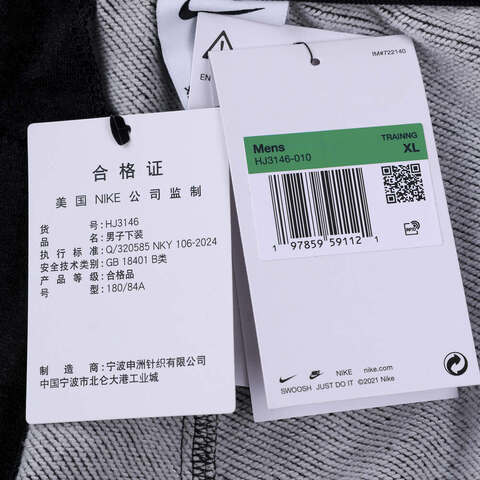 EN
合格证
美国 NIKE 公司监制
货 号: HJ3146
品 名: 男子下装
执行标准: Q/320585 NKY 106-2024
安全技术类别: GB 18401 B类
产品等级: 合格品
号 型: 180/84A
制造商: 宁波申洲针织有限公司
中国宁波市北仑大港工业城
IM#722140
Mens TRAINNG
HJ3146-010 XL
1 97859 59112 1
NIKE nike.com
SWOOSH JUST DO IT ©2021 Nike